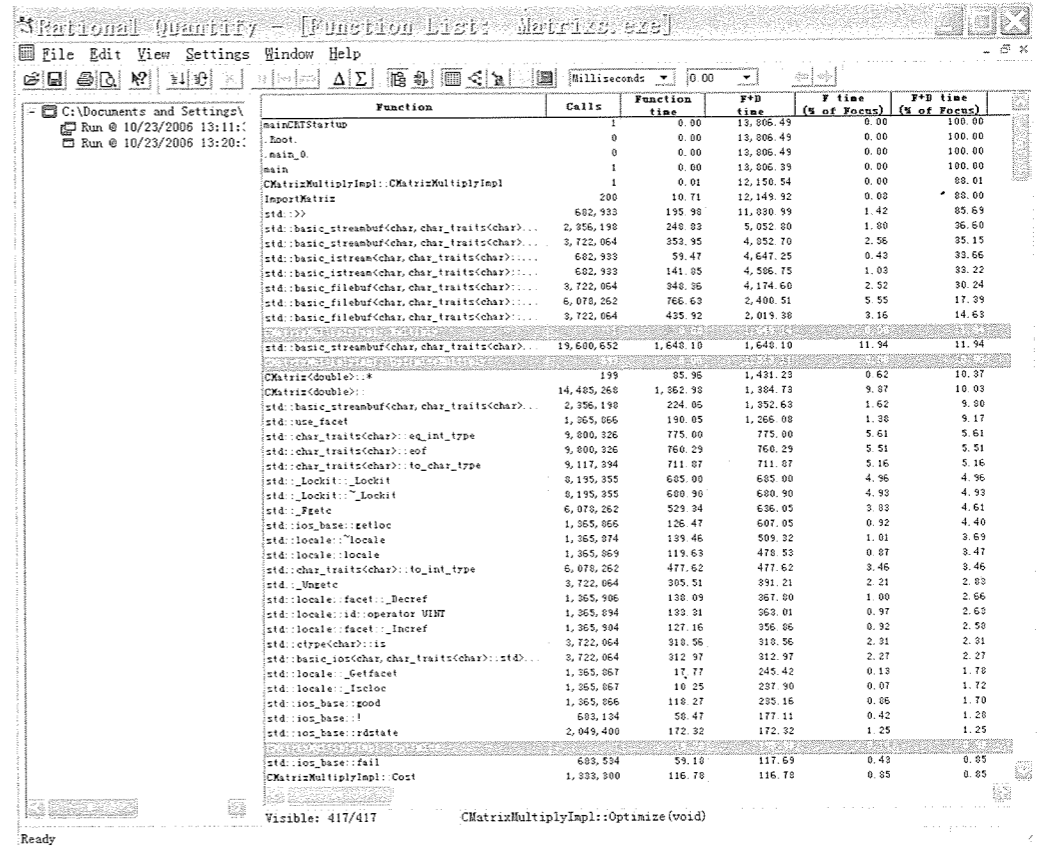 Rational Quantify - [Function List: Matrixs.exe]
File Edit View Settings Window Help
Milliseconds 0.00
C:\Documents and Settings\
Run @ 10/23/2006 13:11:
Run @ 10/23/2006 13:20:
Function Calls Function time F+D time F time (% of Focus) F+D time (% of Focus)
mainCRTStartup 1 0.00 13,806.49 0.00 100.00
.Root. 0 0.00 13,806.49 0.00 100.00
.main_0. 0 0.00 13,806.49 0.00 100.00
main 1 0.00 13,806.39 0.00 100.00
CMatrixMultiplyImpl::CMatrixMultiplyImpl 1 0.01 12,150.54 0.00 88.01
ImportMatrix 200 10.71 12,149.92 0.08 88.00
std::>> 682,933 195.98 11,830.99 1.42 85.69
std::basic_streambuf<char,char_traits<char>... 2,356,198 248.83 5,052.80 1.80 36.60
std::basic_streambuf<char,char_traits<char>... 3,722,064 353.95 4,852.70 2.56 35.15
std::basic_istream<char,char_traits<char>::... 682,933 59.47 4,647.25 0.43 33.66
std::basic_istream<char,char_traits<char>::... 682,933 141.85 4,586.75 1.03 33.22
std::basic_filebuf<char,char_traits<char>::... 3,722,064 348.36 4,174.60 2.52 30.24
std::basic_filebuf<char,char_traits<char>::... 6,078,262 766.63 2,400.51 5.55 17.39
std::basic_filebuf<char,char_traits<char>::... 3,722,064 435.92 2,019.38 3.16 14.63
std::basic_streambuf<char,char_traits<char>... 19,600,652 1,648.10 1,648.10 11.94 11.94
CMatrix<double>::* 199 85.96 1,431.23 0.62 10.37
CMatrix<double>:: 14,485,268 1,362.98 1,384.73 9.87 10.03
std::basic_streambuf<char,char_traits<char>... 2,356,198 224.06 1,352.63 1.62 9.80
std::use_facet 1,365,866 190.05 1,266.08 1.38 9.17
std::char_traits<char>::eq_int_type 9,800,326 775.00 775.00 5.61 5.61
std::char_traits<char>::eof 9,800,326 760.29 760.29 5.51 5.51
std::char_traits<char>::to_char_type 9,117,394 711.87 711.87 5.16 5.16
std::_Lockit::_Lockit 8,195,355 685.00 685.00 4.96 4.96
std::_Lockit::~_Lockit 8,195,355 680.90 680.90 4.93 4.93
std::_Fgetc 6,078,262 529.34 636.05 3.83 4.61
std::ios_base::getloc 1,365,866 126.47 607.05 0.92 4.40
std::locale::~locale 1,365,874 139.46 509.32 1.01 3.69
std::locale::locale 1,365,869 119.63 478.53 0.87 3.47
std::char_traits<char>::to_int_type 6,078,262 477.62 477.62 3.46 3.46
std::_Ungetc 3,722,064 305.51 391.21 2.21 2.83
std::locale::facet::_Decref 1,365,906 138.09 367.80 1.00 2.66
std::locale::id::operator UINT 1,365,894 133.31 363.01 0.97 2.63
std::locale::facet::_Incref 1,365,904 127.16 356.86 0.92 2.58
std::ctype<char>::is 3,722,064 318.56 318.56 2.31 2.31
std::basic_ios<char,char_traits<char>::std>... 3,722,064 312.97 312.97 2.27 2.27
std::locale::_Getfacet 1,365,867 17.77 245.42 0.13 1.78
std::locale::_Iscloc 1,365,867 10.25 237.90 0.07 1.72
std::ios_base::good 1,365,866 118.27 235.16 0.86 1.70
std::ios_base::! 683,134 58.47 177.11 0.42 1.28
std::ios_base::rdstate 2,049,400 172.32 172.32 1.25 1.25
std::ios_base::fail 683,534 59.18 117.69 0.43 0.85
CMatrixMultiplyImpl::Cost 1,333,300 116.78 116.78 0.85 0.85
Visible: 417/417 CMatrixMultiplyImpl::Optimize(void)
Ready